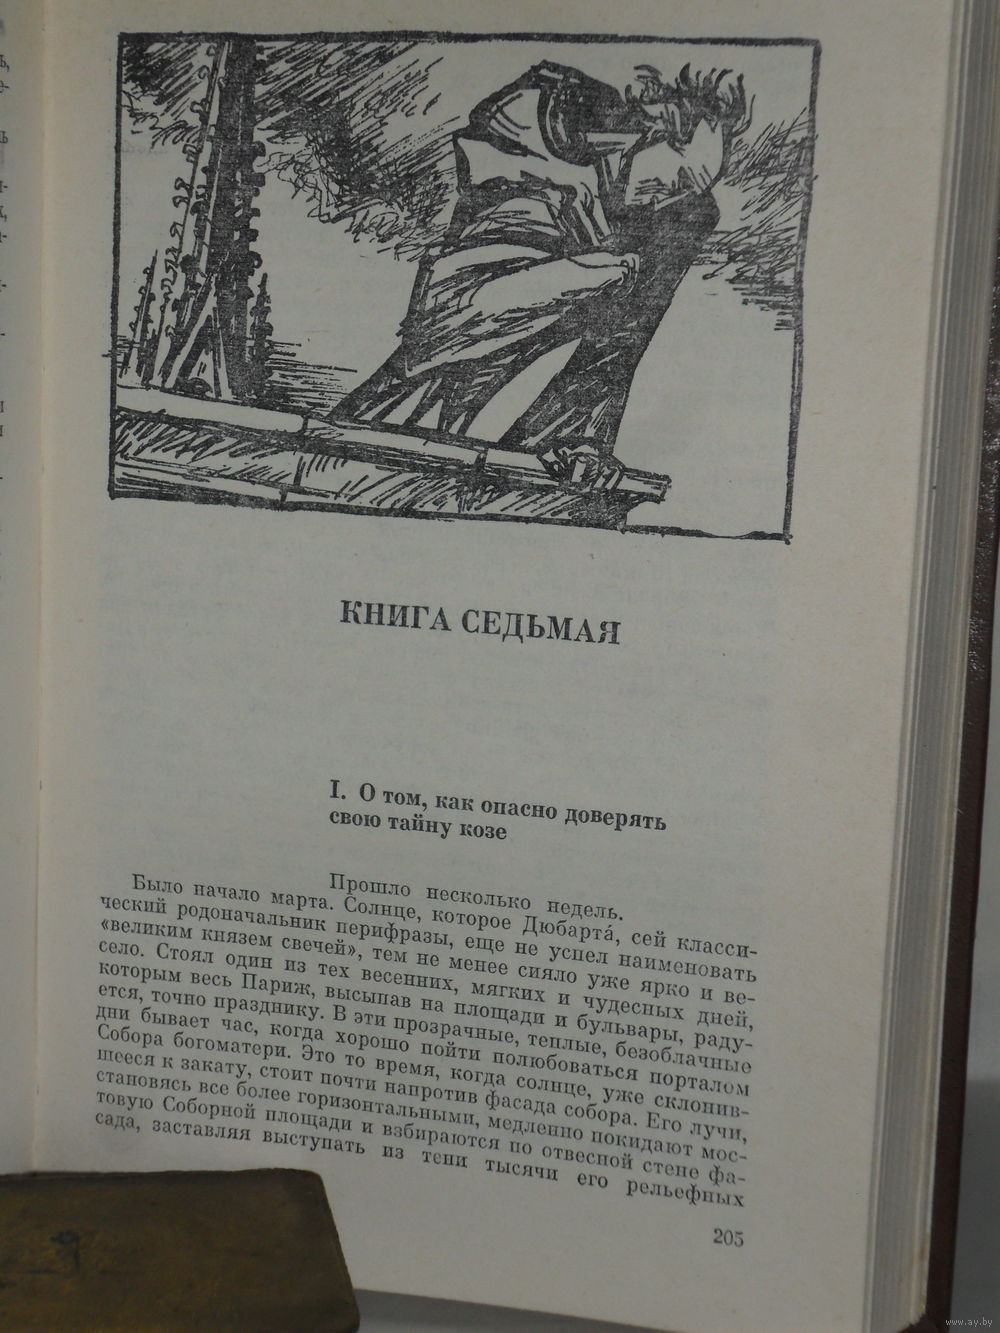 КНИГА СЕДЬМАЯ
I. О том, как опасно доверять
свою тайну козе
Прошло несколько недель.
Было начало марта. Солнце, которое Дюбарта́, сей класси-
ческий родоначальник перифразы, еще не успел наименовать
«великим князем свечей», тем не менее сияло уже ярко и ве-
село. Стоял один из тех весенних, мягких и чудесных дней,
которым весь Париж, высыпав на площади и бульвары, раду-
ется, точно празднику. В эти прозрачные, теплые, безоблачные
дни бывает час, когда хорошо пойти полюбоваться порталом
Собора богоматери. Это то время, когда солнце, уже склонив-
шееся к закату, стоит почти напротив фасада собора. Его лучи,
становясь все более горизонтальными, медленно покидают мос-
товую Соборной площади и взбираются по отвесной стене фа-
сада, заставляя выступать из тени тысячи его рельефных
205
www.ay.by